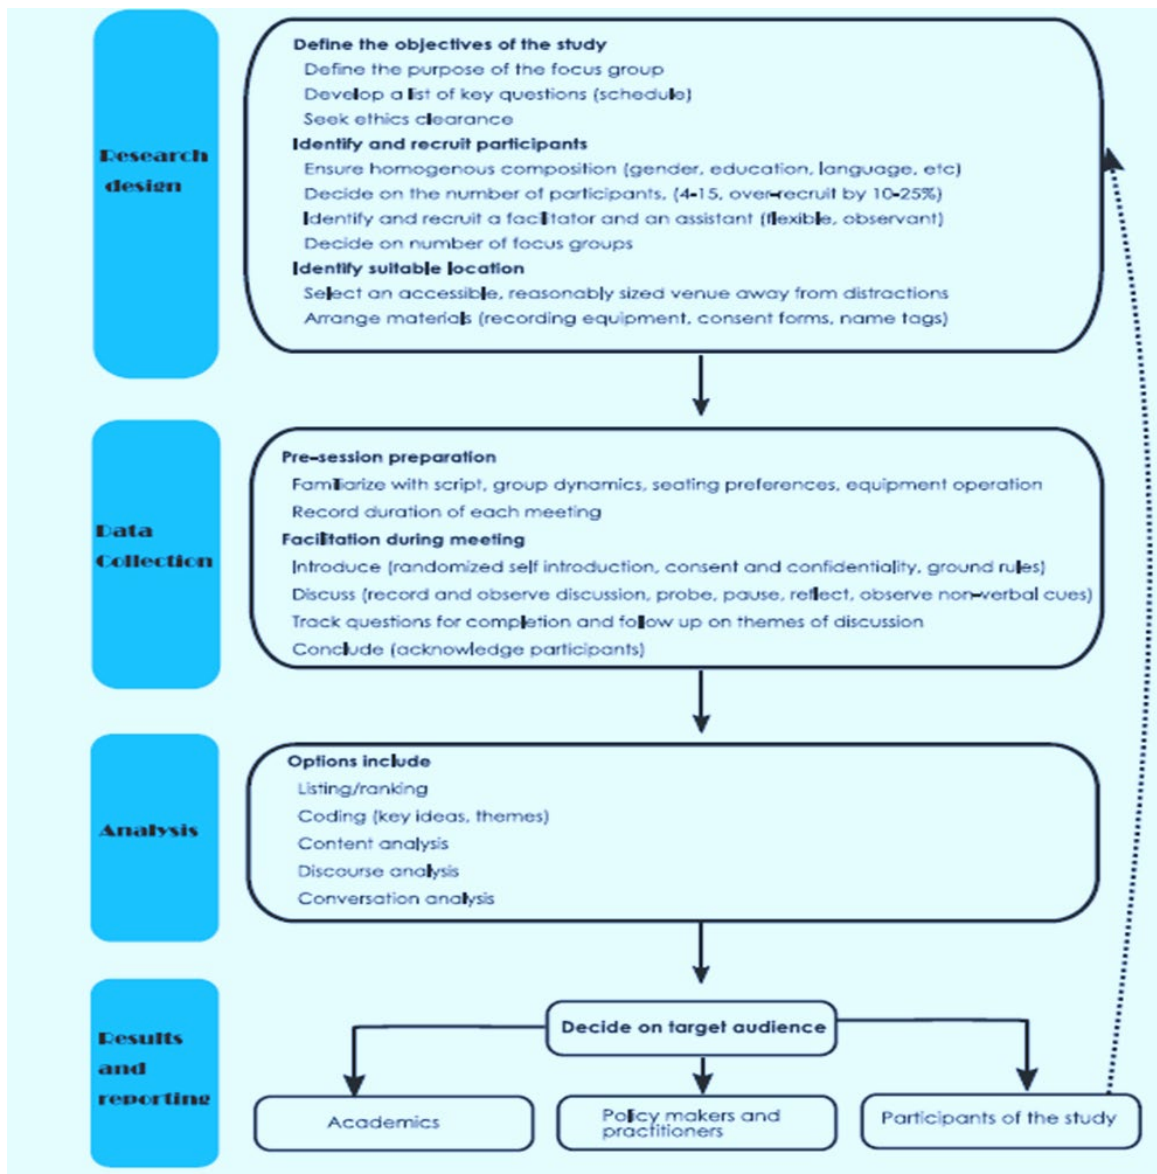 Research
design
Define the objectives of the study
Define the purpose of the focus group
Develop a list of key questions (schedule)
Seek ethics clearance
Identify and recruit participants
Ensure homogenous composition (gender, education, language, etc)
Decide on the number of participants, (4-15, over-recruit by 10-25%)
Identify and recruit a facilitator and an assistant (flexible, observant)
Decide on number of focus groups
Identify suitable location
Select an accessible, reasonably sized venue away from distractions
Arrange materials (recording equipment, consent forms, name tags)
Data
Collection
Pre-session preparation
Familiarize with script, group dynamics, seating preferences, equipment operation
Record duration of each meeting
Facilitation during meeting
Introduce (randomized self introduction, consent and confidentiality, ground rules)
Discuss (record and observe discussion, probe, pause, reflect, observe non-verbal cues)
Track questions for completion and follow up on themes of discussion
Conclude (acknowledge participants)
Analysis
Options include
Listing/ranking
Coding (key ideas, themes)
Content analysis
Discourse analysis
Conversation analysis
Results
and
reporting
Decide on target audience
Academics
Policy makers and
practitioners
Participants of the study